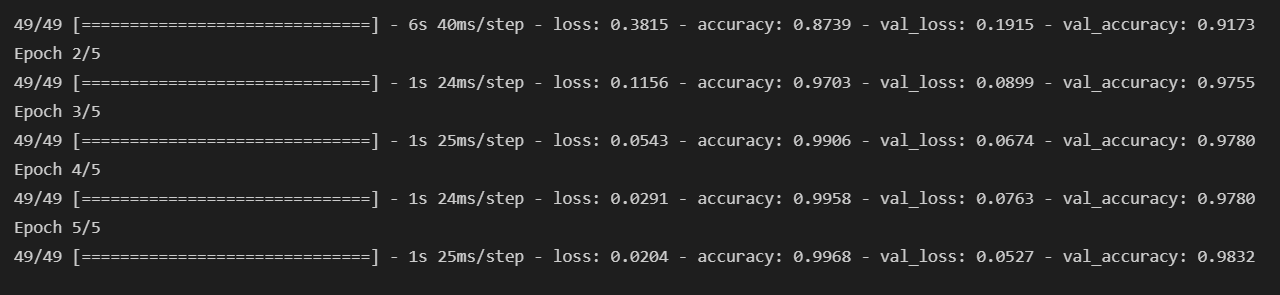 49/49 [==============================] - 6s 40ms/step - loss: 0.3815 - accuracy: 0.8739 - val_loss: 0.1915 - val_accuracy: 0.9173
Epoch 2/5
49/49 [==============================] - 1s 24ms/step - loss: 0.1156 - accuracy: 0.9703 - val_loss: 0.0899 - val_accuracy: 0.9755
Epoch 3/5
49/49 [==============================] - 1s 25ms/step - loss: 0.0543 - accuracy: 0.9906 - val_loss: 0.0674 - val_accuracy: 0.9780
Epoch 4/5
49/49 [==============================] - 1s 24ms/step - loss: 0.0291 - accuracy: 0.9958 - val_loss: 0.0763 - val_accuracy: 0.9780
Epoch 5/5
49/49 [==============================] - 1s 25ms/step - loss: 0.0204 - accuracy: 0.9968 - val_loss: 0.0527 - val_accuracy: 0.9832